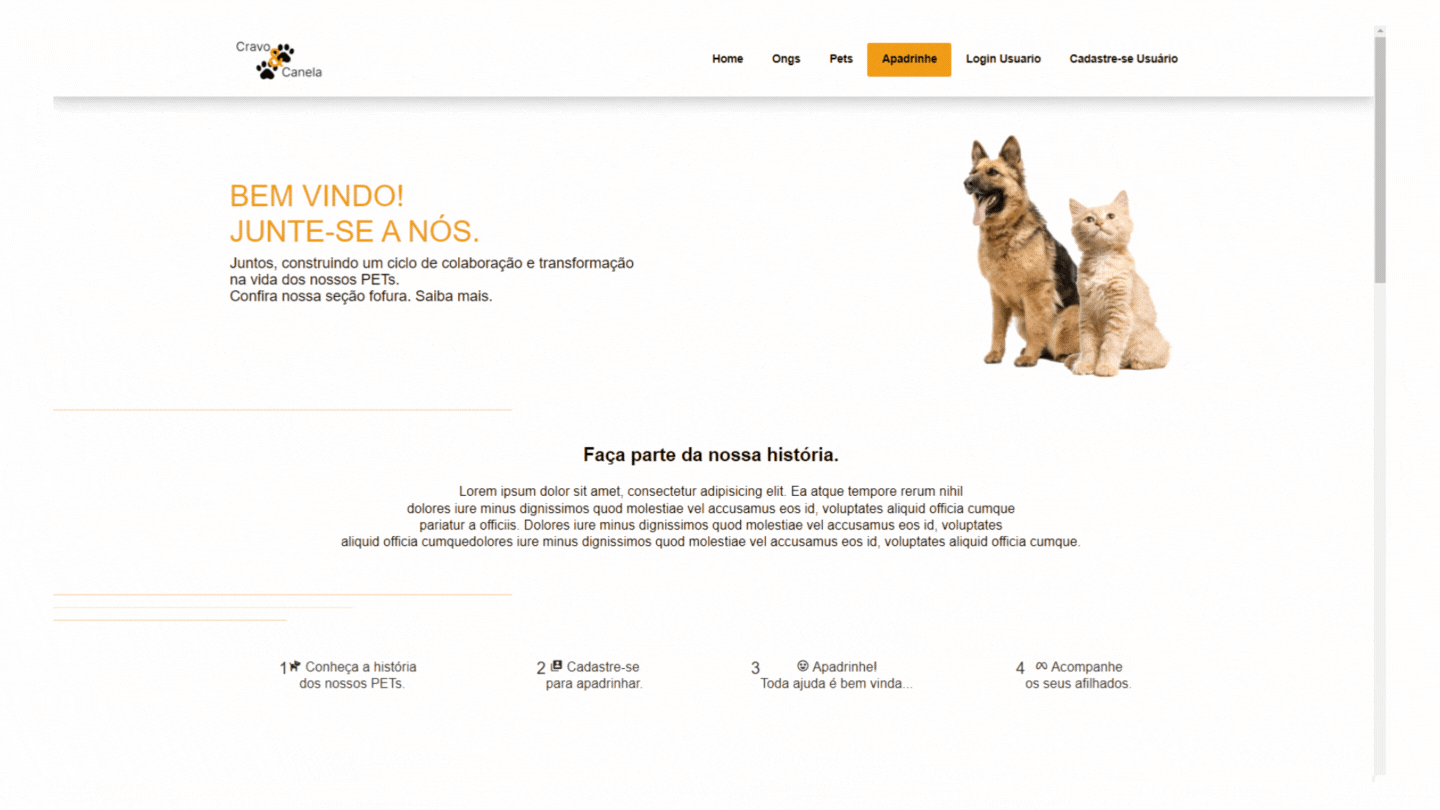 Cravo
&
Canela
Home Ongs Pets Apadrinhe Login Usuario Cadastre-se Usuário
BEM VINDO!
JUNTE-SE A NÓS.
Juntos, construindo um ciclo de colaboração e transformação
na vida dos nossos PETs.
Confira nossa seção fofura. Saiba mais.
Faça parte da nossa história.
Lorem ipsum dolor sit amet, consectetur adipisicing elit. Ea atque tempore rerum nihil
dolores iure minus dignissimos quod molestiae vel accusamus eos id, voluptates aliquid officia cumque
pariatur a officiis. Dolores iure minus dignissimos quod molestiae vel accusamus eos id, voluptates
aliquid officia cumquedolores iure minus dignissimos quod molestiae vel accusamus eos id, voluptates aliquid officia cumque.
1 Conheça a história
dos nossos PETs.
2 Cadastre-se
para apadrinhar.
3 Apadrinhe!
Toda ajuda é bem vinda...
4 Acompanhe
os seus afilhados.